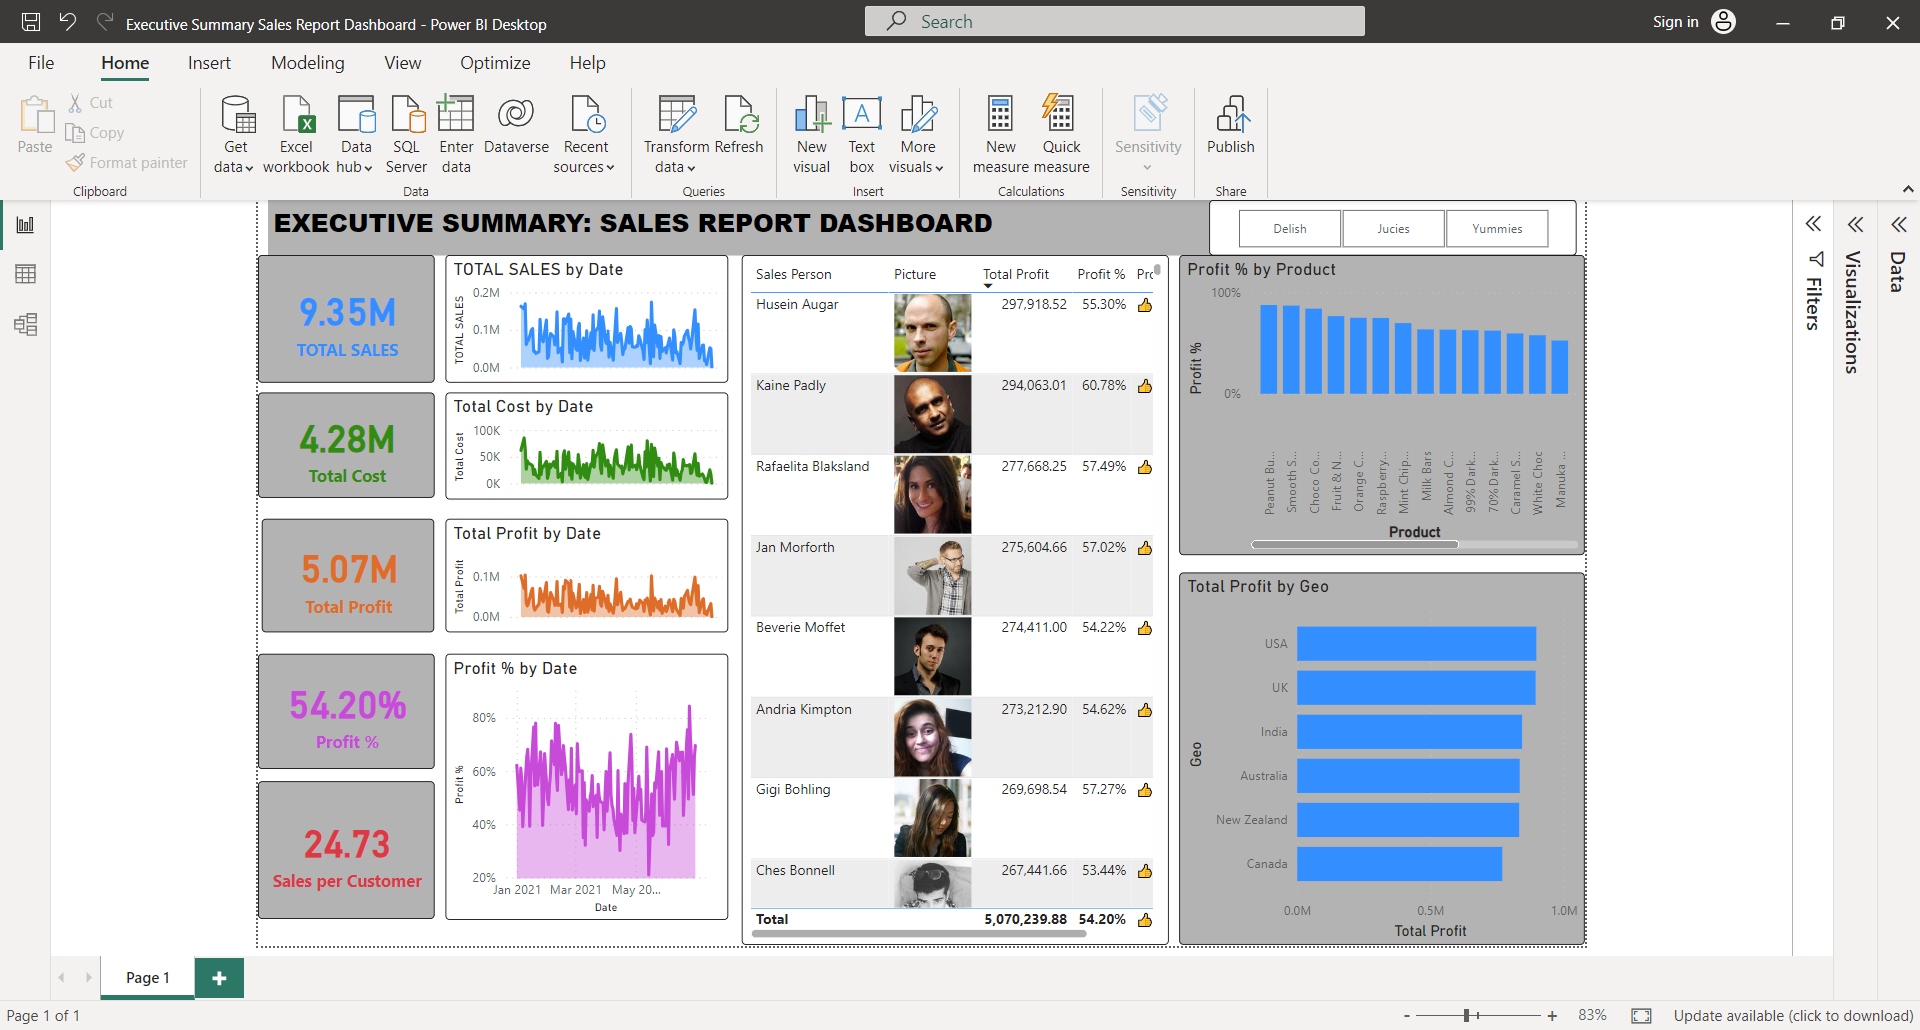 Executive Summary Sales Report Dashboard - Power BI Desktop
Search
Sign in
File Home Insert Modeling View Optimize Help
Paste
Cut
Copy
Format painter
Clipboard
Get data
Excel workbook
Data hub
SQL Server
Enter data
Dataverse
Recent sources
Data
Transform data
Refresh
Queries
New visual
Text box
More visuals
Insert
New measure
Quick measure
Calculations
Sensitivity
Sensitivity
Publish
Share
EXECUTIVE SUMMARY: SALES REPORT DASHBOARD
Delish Jucies Yummies
9.35M
TOTAL SALES
4.28M
Total Cost
5.07M
Total Profit
54.20%
Profit %
24.73
Sales per Customer
TOTAL SALES by Date
TOTAL SALES
0.2M
0.1M
0.0M
Total Cost by Date
Total Cost
100K
50K
0K
Total Profit by Date
Total Profit
0.1M
0.0M
Profit % by Date
Profit %
80%
60%
40%
20%
Jan 2021 Mar 2021 May 20...
Date
Sales Person Picture Total Profit Profit % Prc
Husein Augar 297,918.52 55.30%
Kaine Padly 294,063.01 60.78%
Rafaelita Blaksland 277,668.25 57.49%
Jan Morforth 275,604.66 57.02%
Beverie Moffet 274,411.00 54.22%
Andria Kimpton 273,212.90 54.62%
Gigi Bohling 269,698.54 57.27%
Ches Bonnell 267,441.66 53.44%
Total 5,070,239.88 54.20%
Profit % by Product
Profit %
100%
0%
Peanut Bu...
Smooth S...
Choco Co...
Fruit & N...
Orange C...
Raspberry...
Mint Chip...
Milk Bars
Almond C...
99% Dark...
70% Dark...
Caramel S...
White Choc
Manuka ...
Product
Total Profit by Geo
Geo
USA
UK
India
Australia
New Zealand
Canada
0.0M 0.5M 1.0M
Total Profit
Filters
Visualizations
Data
Page 1
+
Page 1 of 1
- + 83%
Update available (click to download)